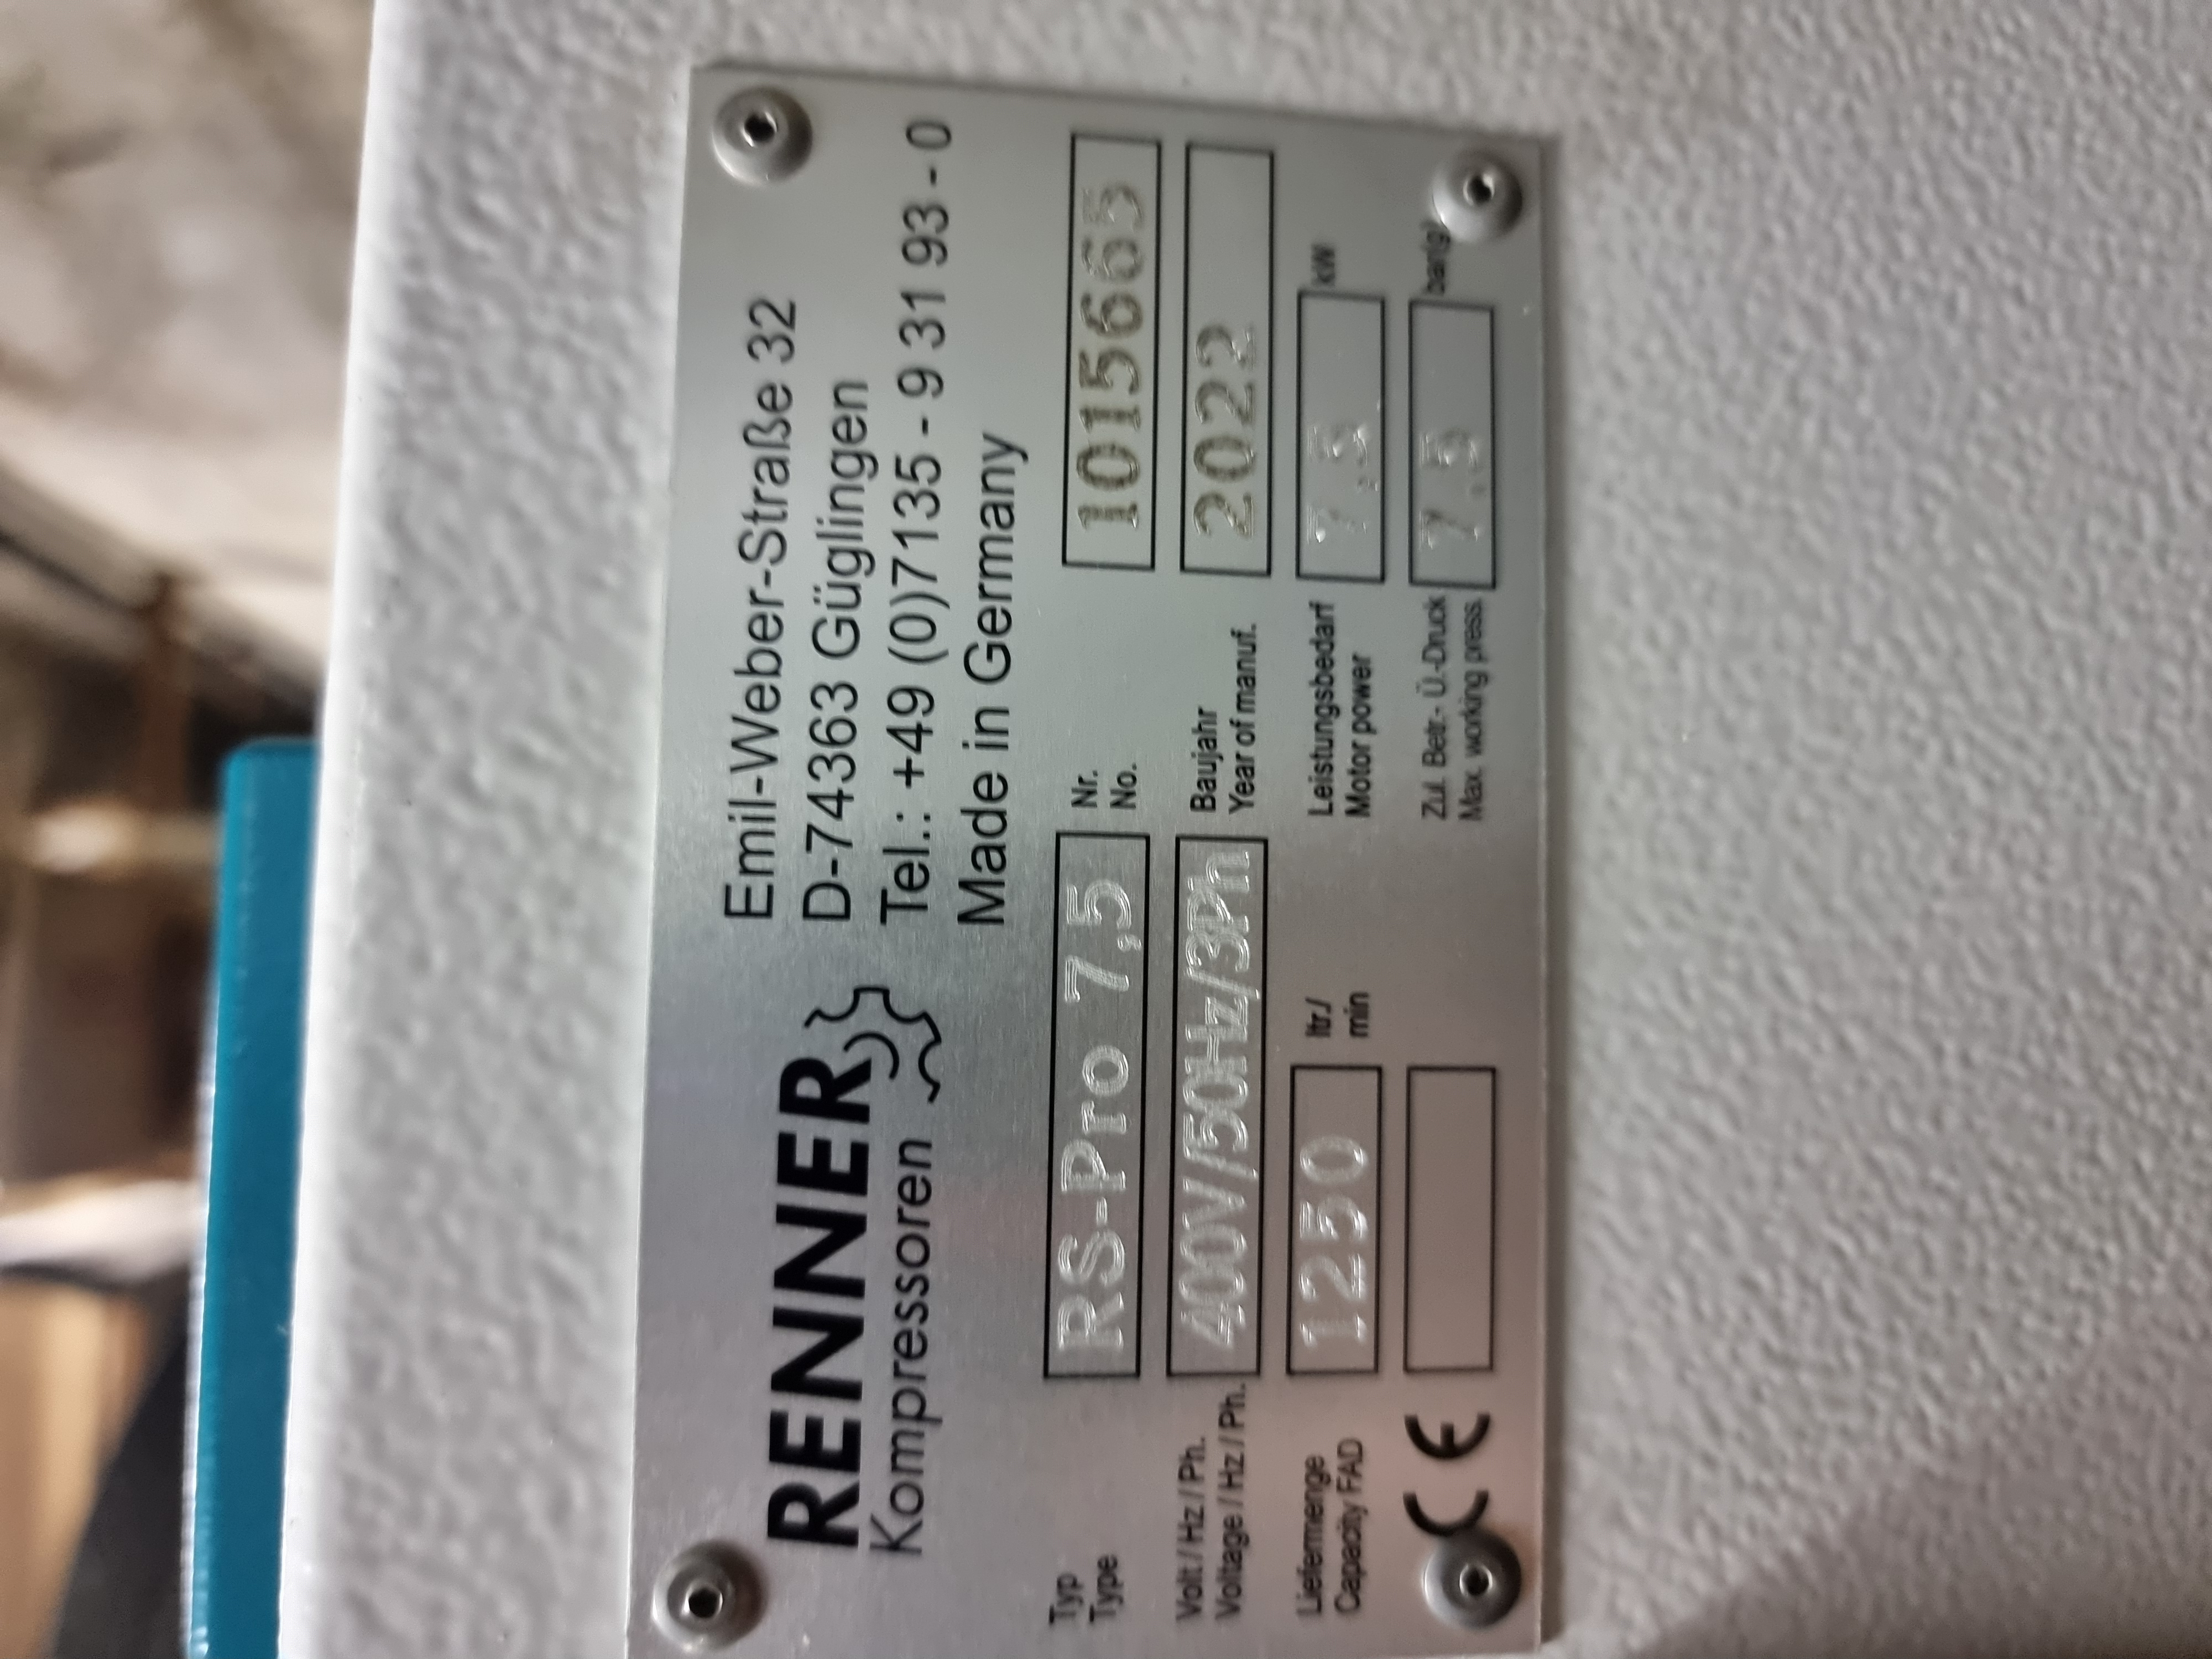 RENNER
Kompressoren
Emil-Weber-Straße 32
D-74363 Güglingen
Tel.: +49 (0)7135 - 9 31 93 - 0
Made in Germany
Typ
Type
RS-Pro 7,5
Nr.
No.
1015665
Volt / Hz / Ph.
Voltage / Hz / Ph.
400V/50Hz/3Ph
Baujahr
Year of manuf.
2022
Liefermenge
Capacity FAD
1250
ltr./
min
Leistungsbedarf
Motor power
7,5
kW
CE
Zul. Betr.- Ü.-Druck
Max. working press.
7,5
bar(g)